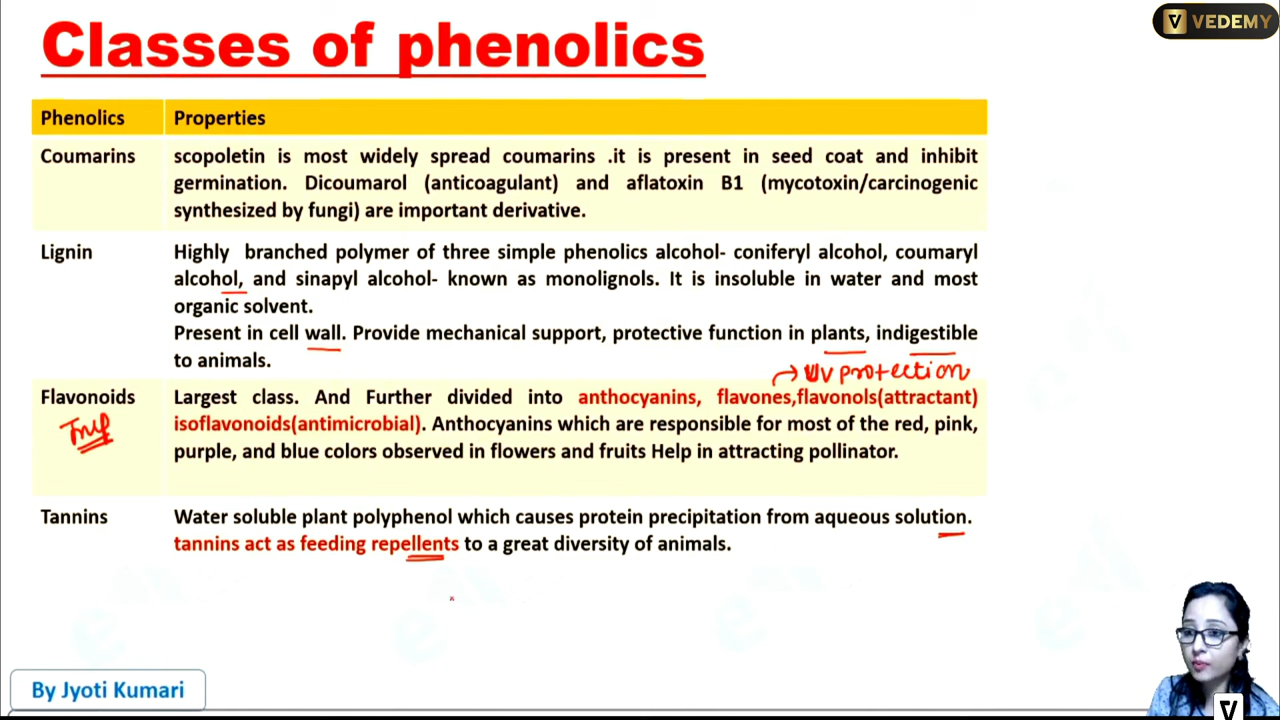 Classes of phenolics
VEDEMY
Phenolics Properties
Coumarins scopoletin is most widely spread coumarins .it is present in seed coat and inhibit
germination. Dicoumarol (anticoagulant) and aflatoxin B1 (mycotoxin/carcinogenic
synthesized by fungi) are important derivative.
Lignin Highly branched polymer of three simple phenolics alcohol- coniferyl alcohol, coumaryl
alcohol, and sinapyl alcohol- known as monolignols. It is insoluble in water and most
organic solvent.
Present in cell wall. Provide mechanical support, protective function in plants, indigestible
to animals.
→ UV protection
Flavonoids Largest class. And Further divided into anthocyanins, flavones,flavonols(attractant)
Imp isoflavonoids(antimicrobial). Anthocyanins which are responsible for most of the red, pink,
purple, and blue colors observed in flowers and fruits Help in attracting pollinator.
Tannins Water soluble plant polyphenol which causes protein precipitation from aqueous solution.
tannins act as feeding repellents to a great diversity of animals.
By Jyoti Kumari